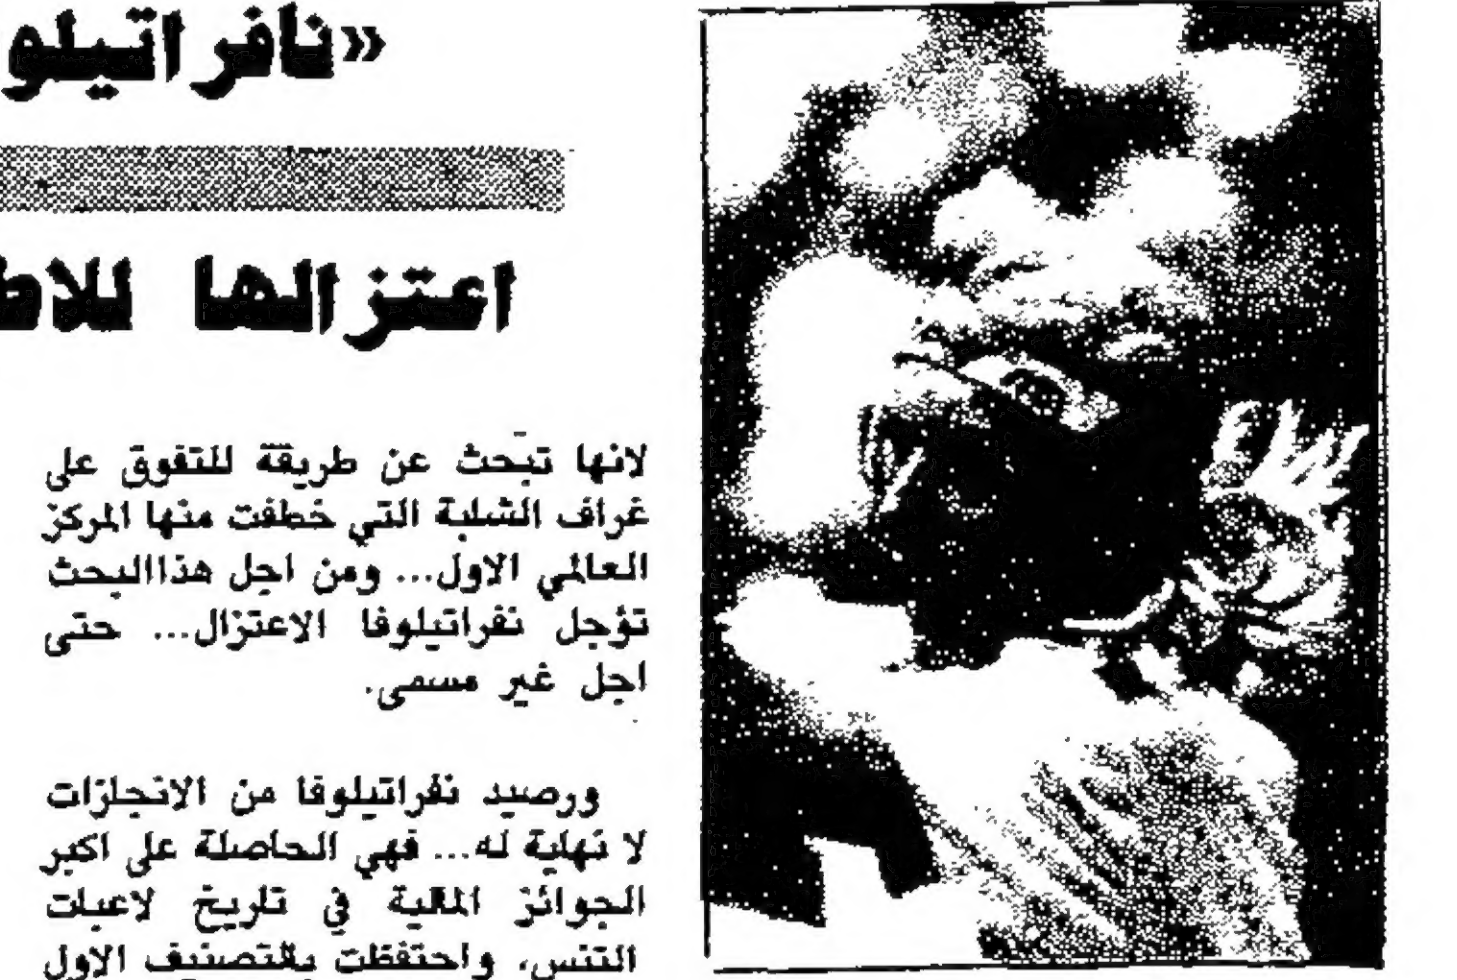 «نافراتيلو
اعتزالها للاط
لانها تبحث عن طريقة للتفوق على
غراف الشابة التي خطفت منها المركز
العالمي الاول... ومن اجل هذاالبحث
تؤجل نفراتيلوفا الاعتزال... حتى
اجل غير مسمى.
ورصيد نفراتيلوفا من الانجازات
لا نهاية له... فهي الحاصلة على اكبر
الجوائز المالية في تاريخ لاعبات
التنس، واحتفظت بالتصنيف الاول